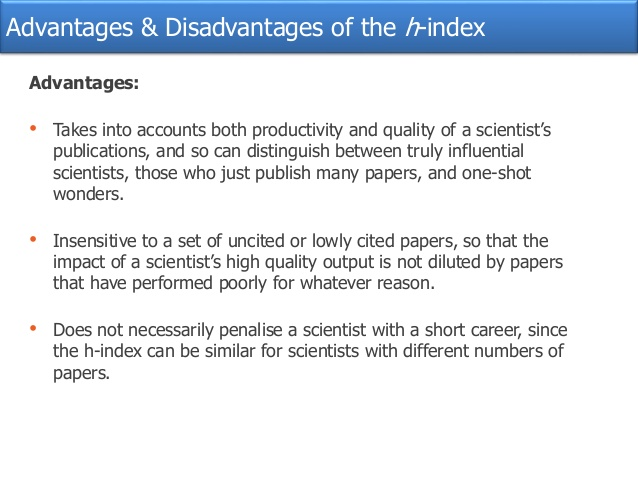 Advantages & Disadvantages of the h-index
Advantages:
• Takes into accounts both productivity and quality of a scientist's
publications, and so can distinguish between truly influential
scientists, those who just publish many papers, and one-shot
wonders.
• Insensitive to a set of uncited or lowly cited papers, so that the
impact of a scientist's high quality output is not diluted by papers
that have performed poorly for whatever reason.
• Does not necessarily penalise a scientist with a short career, since
the h-index can be similar for scientists with different numbers of
papers.